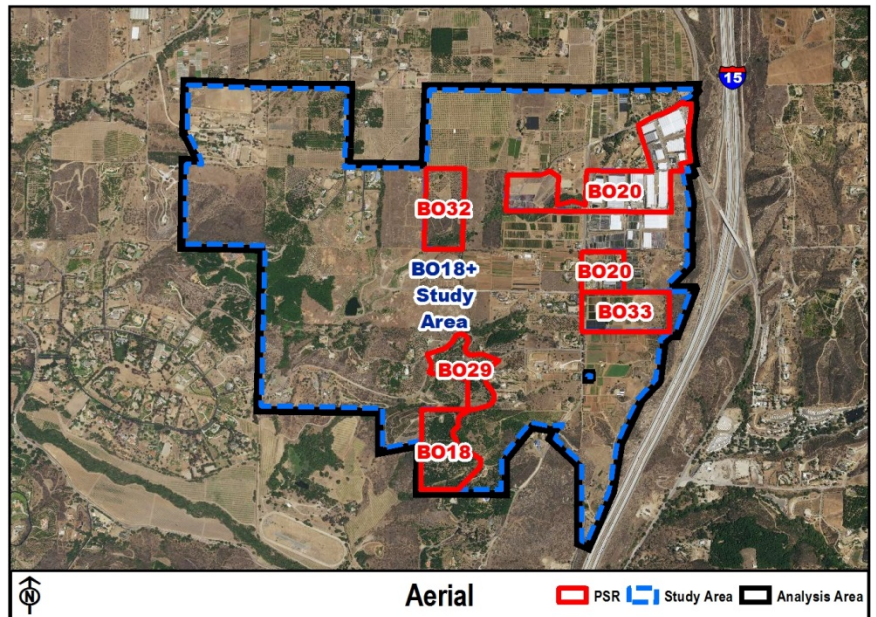 15
BO32
BO20
BO18+
Study
Area
BO20
BO33
BO29
BO18
N
Aerial
PSR
Study Area
Analysis Area